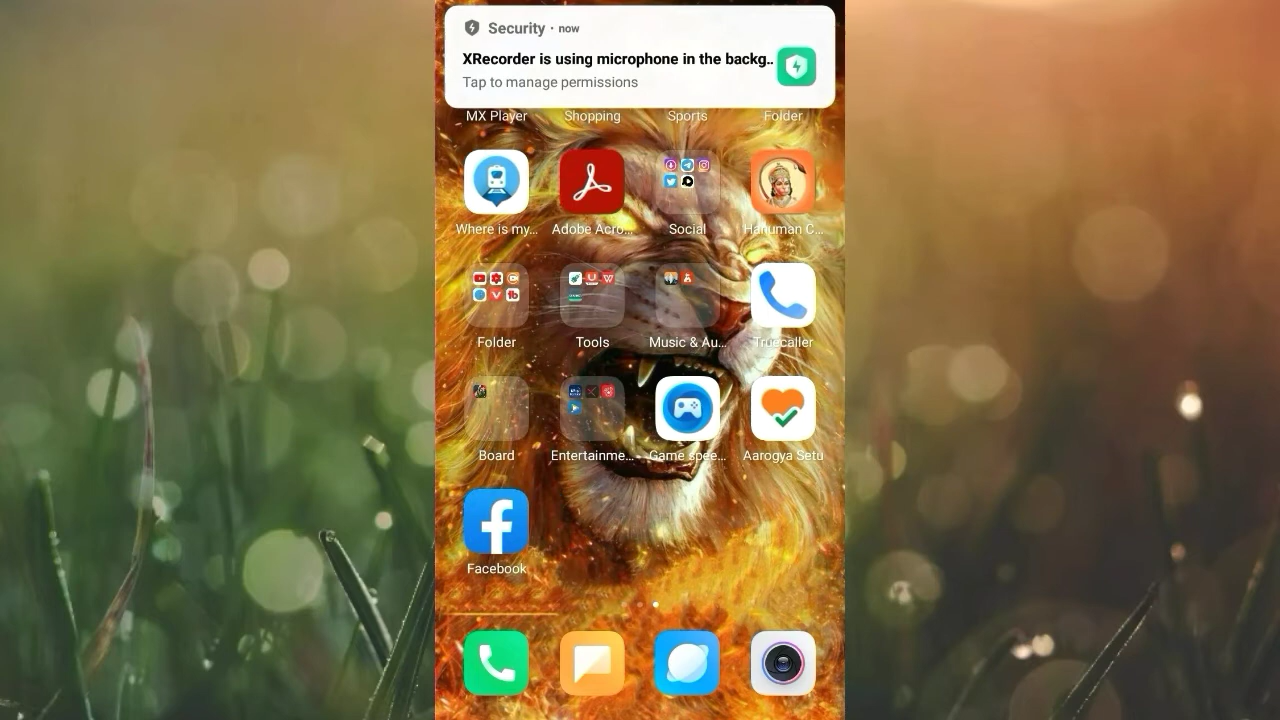 Security · now
XRecorder is using microphone in the backg..
Tap to manage permissions
MX Player Shopping Sports Folder
Where is my... Adobe Acro... Social Hanuman C...
Folder Tools Music & Au... Truecaller
Board Entertainme... Game spee... Aarogya Setu
Facebook